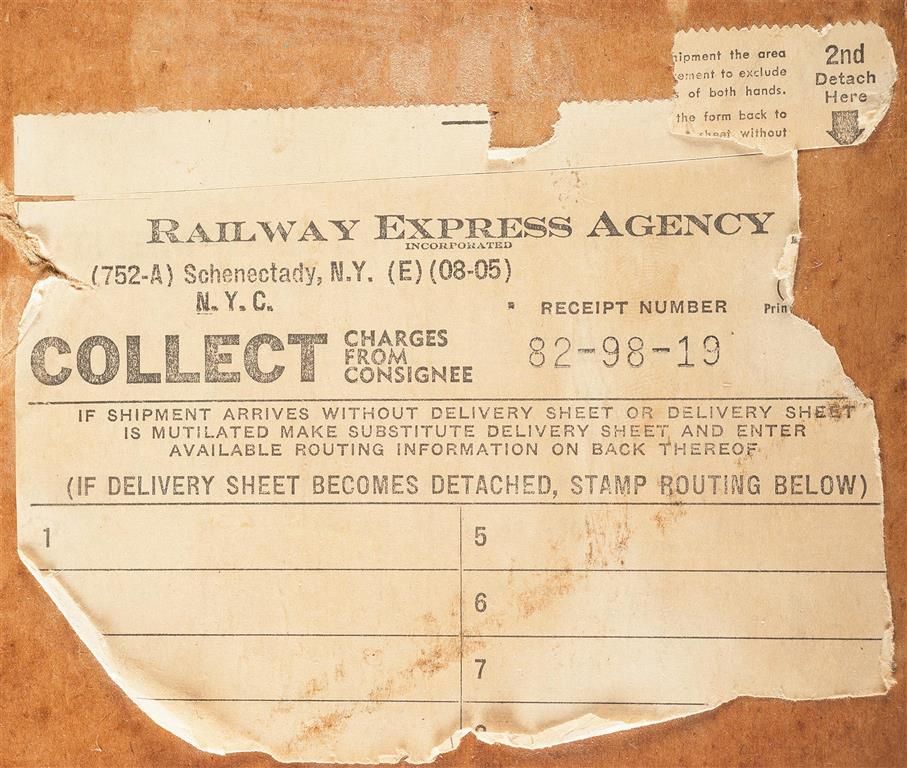 hipment the area
ement to exclude
of both hands.
the form back to
sheet without
2nd
Detach
Here
RAILWAY EXPRESS AGENCY
INCORPORATED
(752-A) Schenectady, N.Y. (E) (08-05)
N.Y.C.
RECEIPT NUMBER
Prin
COLLECT
CHARGES
FROM
CONSIGNEE
82-98-19
IF SHIPMENT ARRIVES WITHOUT DELIVERY SHEET OR DELIVERY SHEET
IS MUTILATED MAKE SUBSTITUTE DELIVERY SHEET AND ENTER
AVAILABLE ROUTING INFORMATION ON BACK THEREOF
(IF DELIVERY SHEET BECOMES DETACHED, STAMP ROUTING BELOW)
1
5
6
7